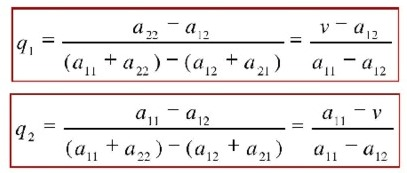 q₁ = (a₂₂ − a₁₂) / ((a₁₁ + a₂₂) − (a₁₂ + a₂₁)) = (v − a₁₂) / (a₁₁ − a₁₂)
q₂ = (a₁₁ − a₁₂) / ((a₁₁ + a₂₂) − (a₁₂ + a₂₁)) = (a₁₁ − v) / (a₁₁ − a₁₂)